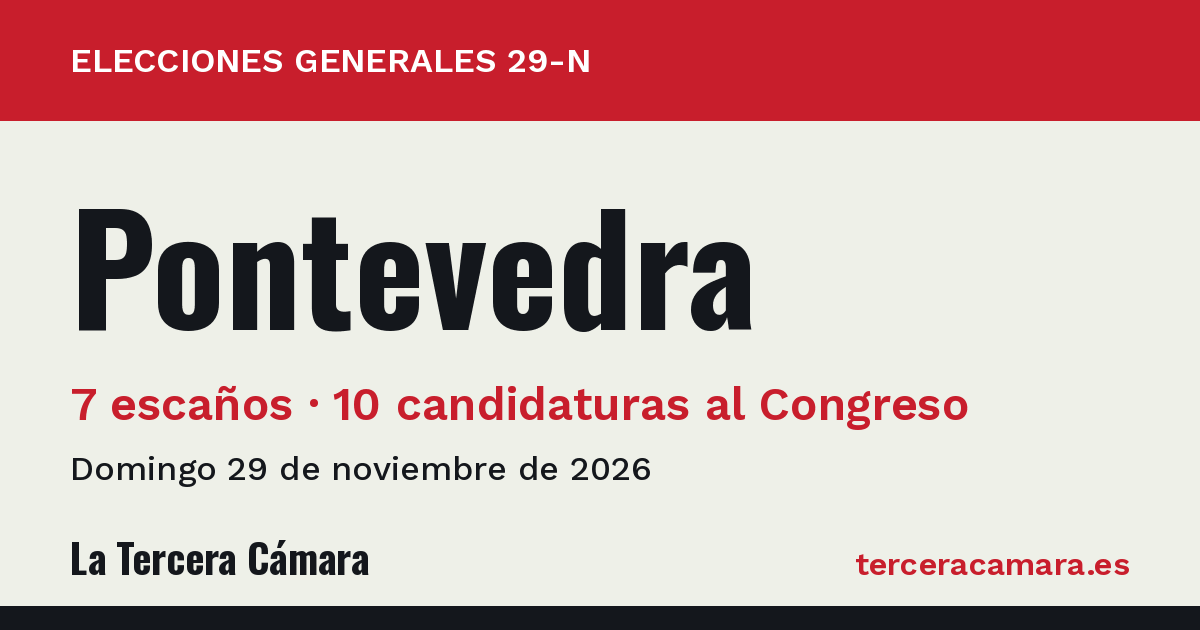 ELECCIONES GENERALES 29-N
Pontevedra
7 escaños · 10 candidaturas al Congreso
Domingo 29 de noviembre de 2026
La Tercera Cámara
terceracamara.es